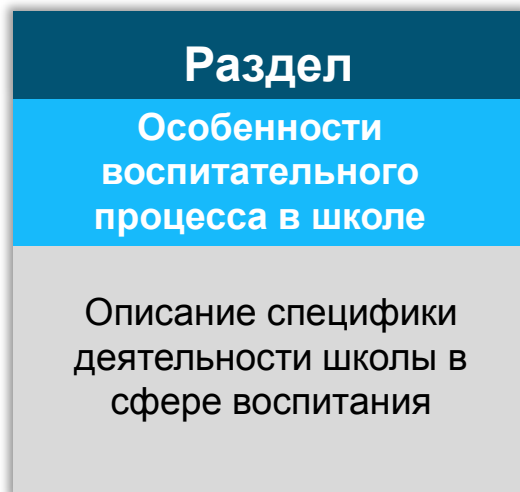 Раздел
Особенности
воспитательного
процесса в школе
Описание специфики
деятельности школы в
сфере воспитания